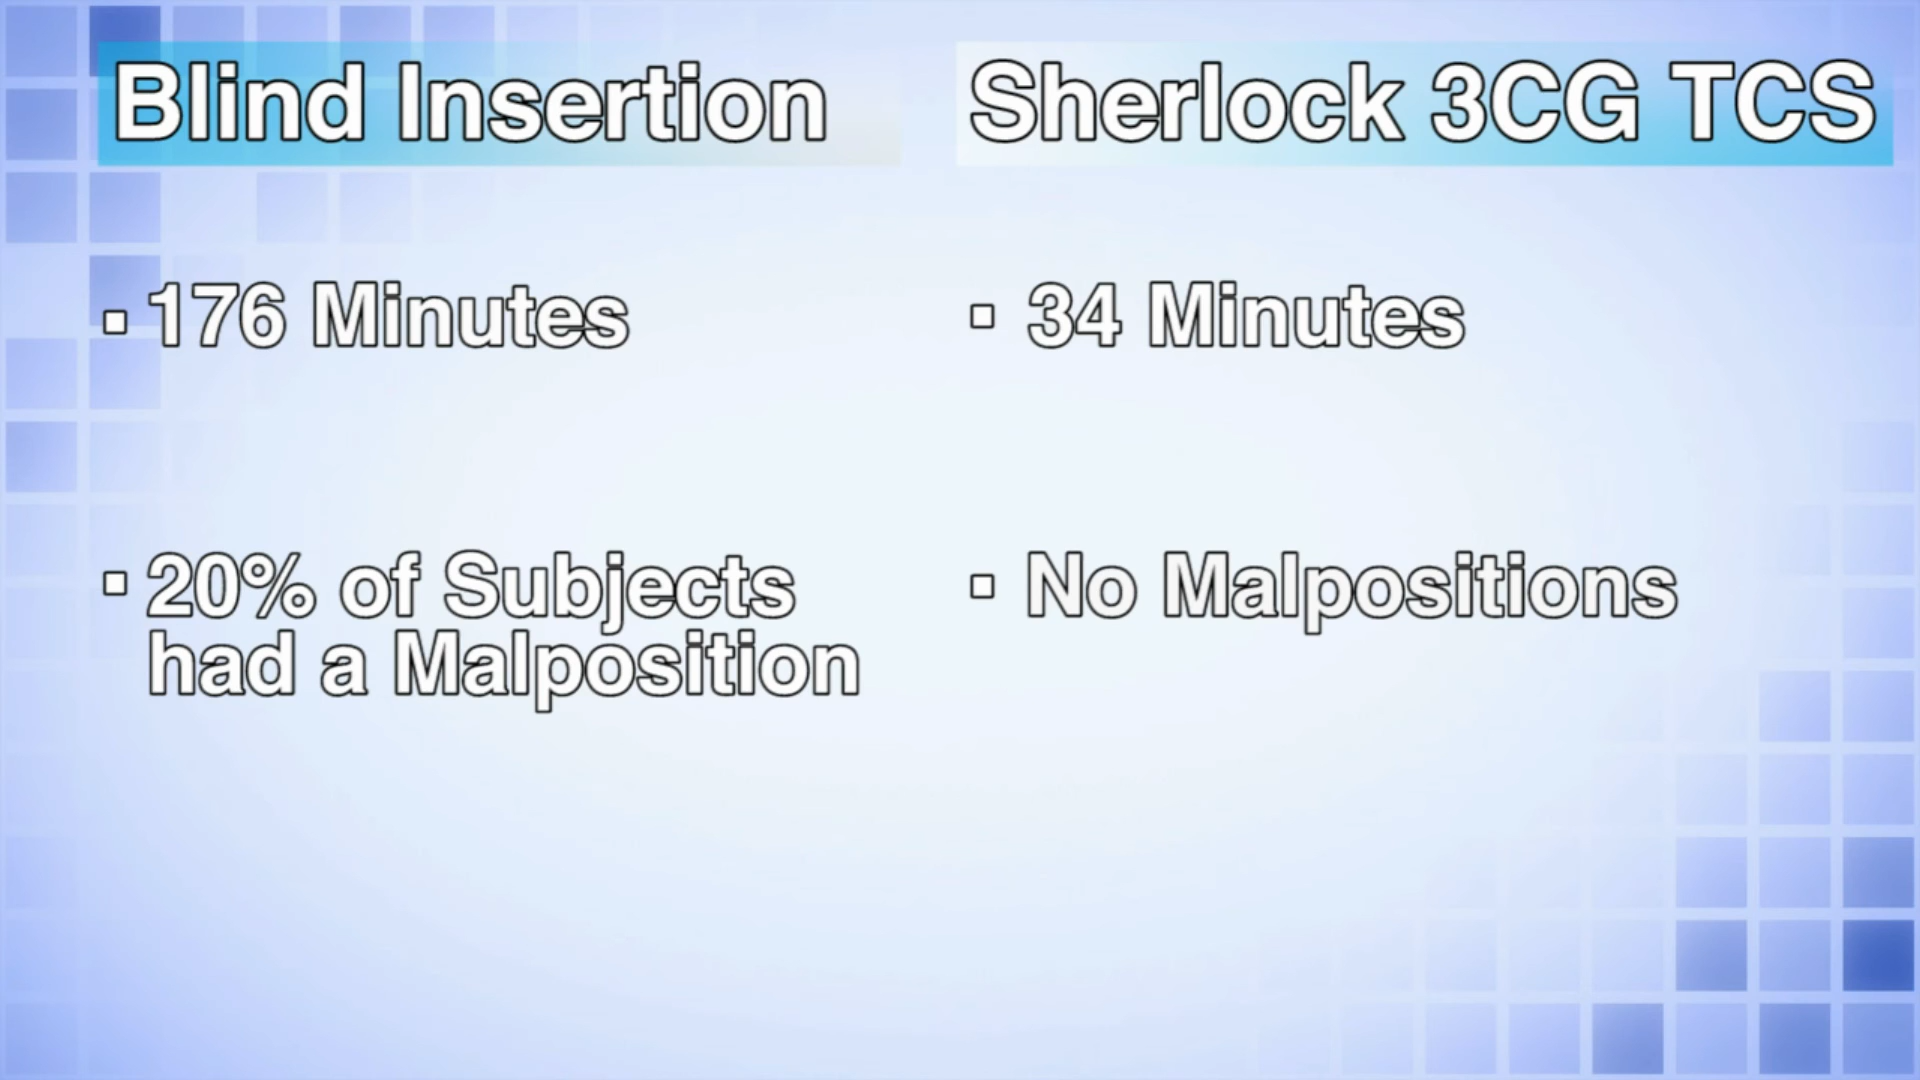 Blind Insertion
Sherlock 3CG TCS
▪ 176 Minutes
▪ 34 Minutes
▪ 20% of Subjects
had a Malposition
▪ No Malpositions